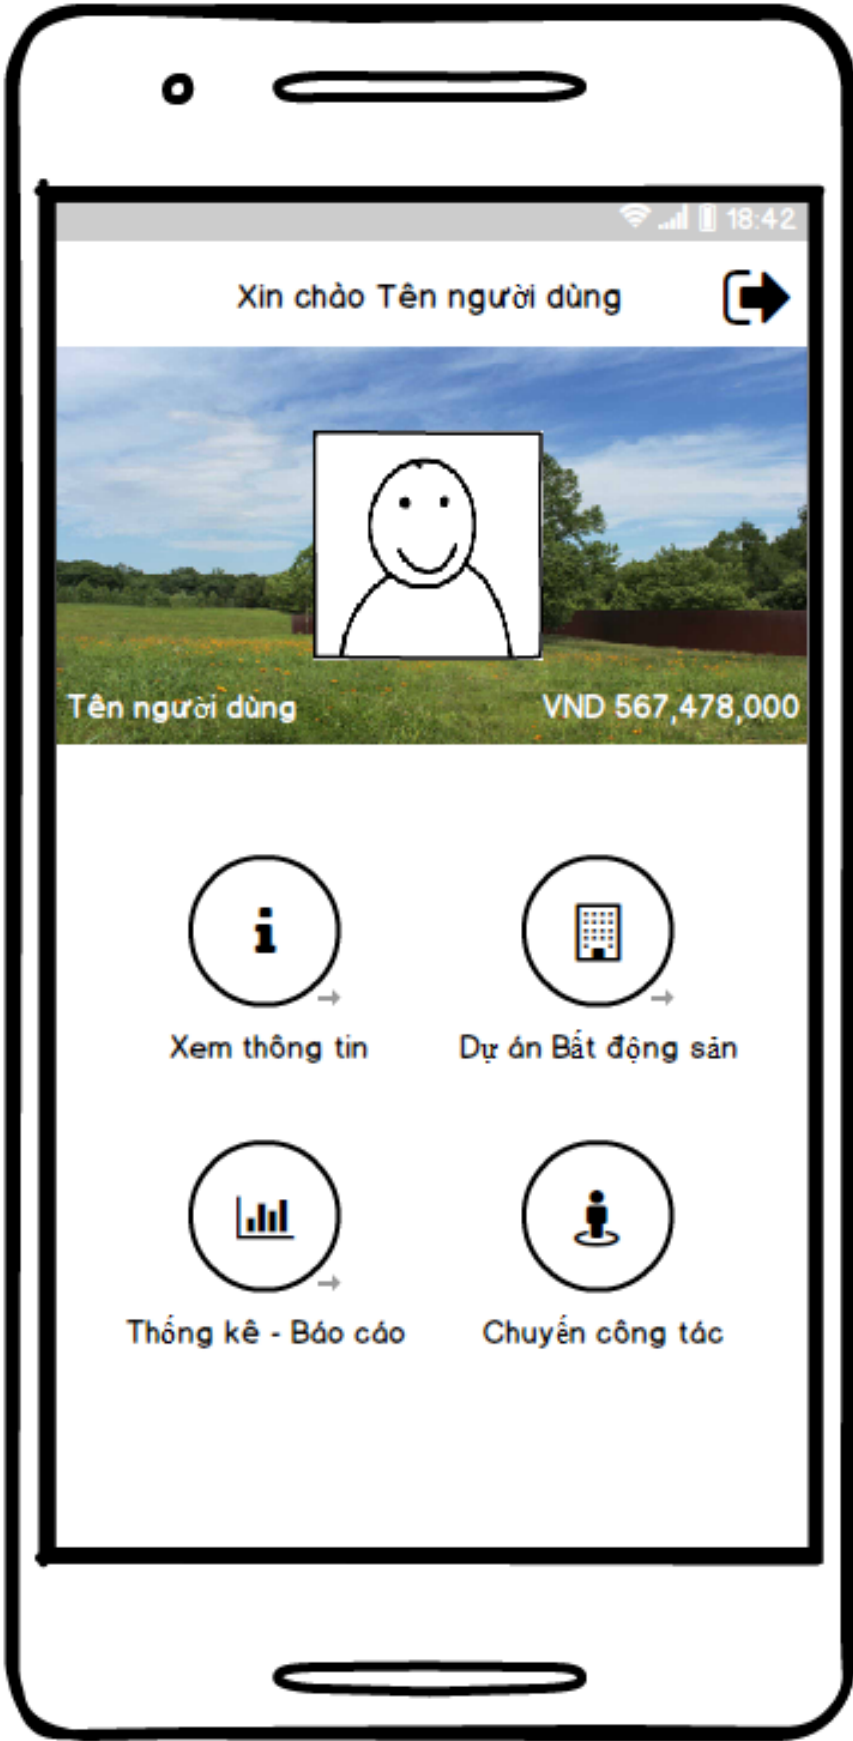 18:42
Xin chào Tên người dùng
Tên người dùng VND 567,478,000
Xem thông tin Dự án Bất động sản
Thống kê - Báo cáo Chuyến công tác